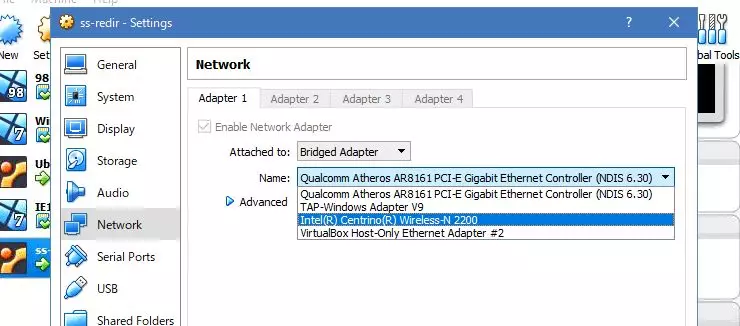 Machine Help
ss-redir - Settings
? ×
New
Set
Global Tools
98
Wi
Ub
IE1
ss-
General
System
Display
Storage
Audio
Network
Serial Ports
USB
Shared Folders
Network
Adapter 1 Adapter 2 Adapter 3 Adapter 4
Enable Network Adapter
Attached to: Bridged Adapter
Name: Qualcomm Atheros AR8161 PCI-E Gigabit Ethernet Controller (NDIS 6.30)
Qualcomm Atheros AR8161 PCI-E Gigabit Ethernet Controller (NDIS 6.30)
Advanced
TAP-Windows Adapter V9
Intel(R) Centrino(R) Wireless-N 2200
VirtualBox Host-Only Ethernet Adapter #2